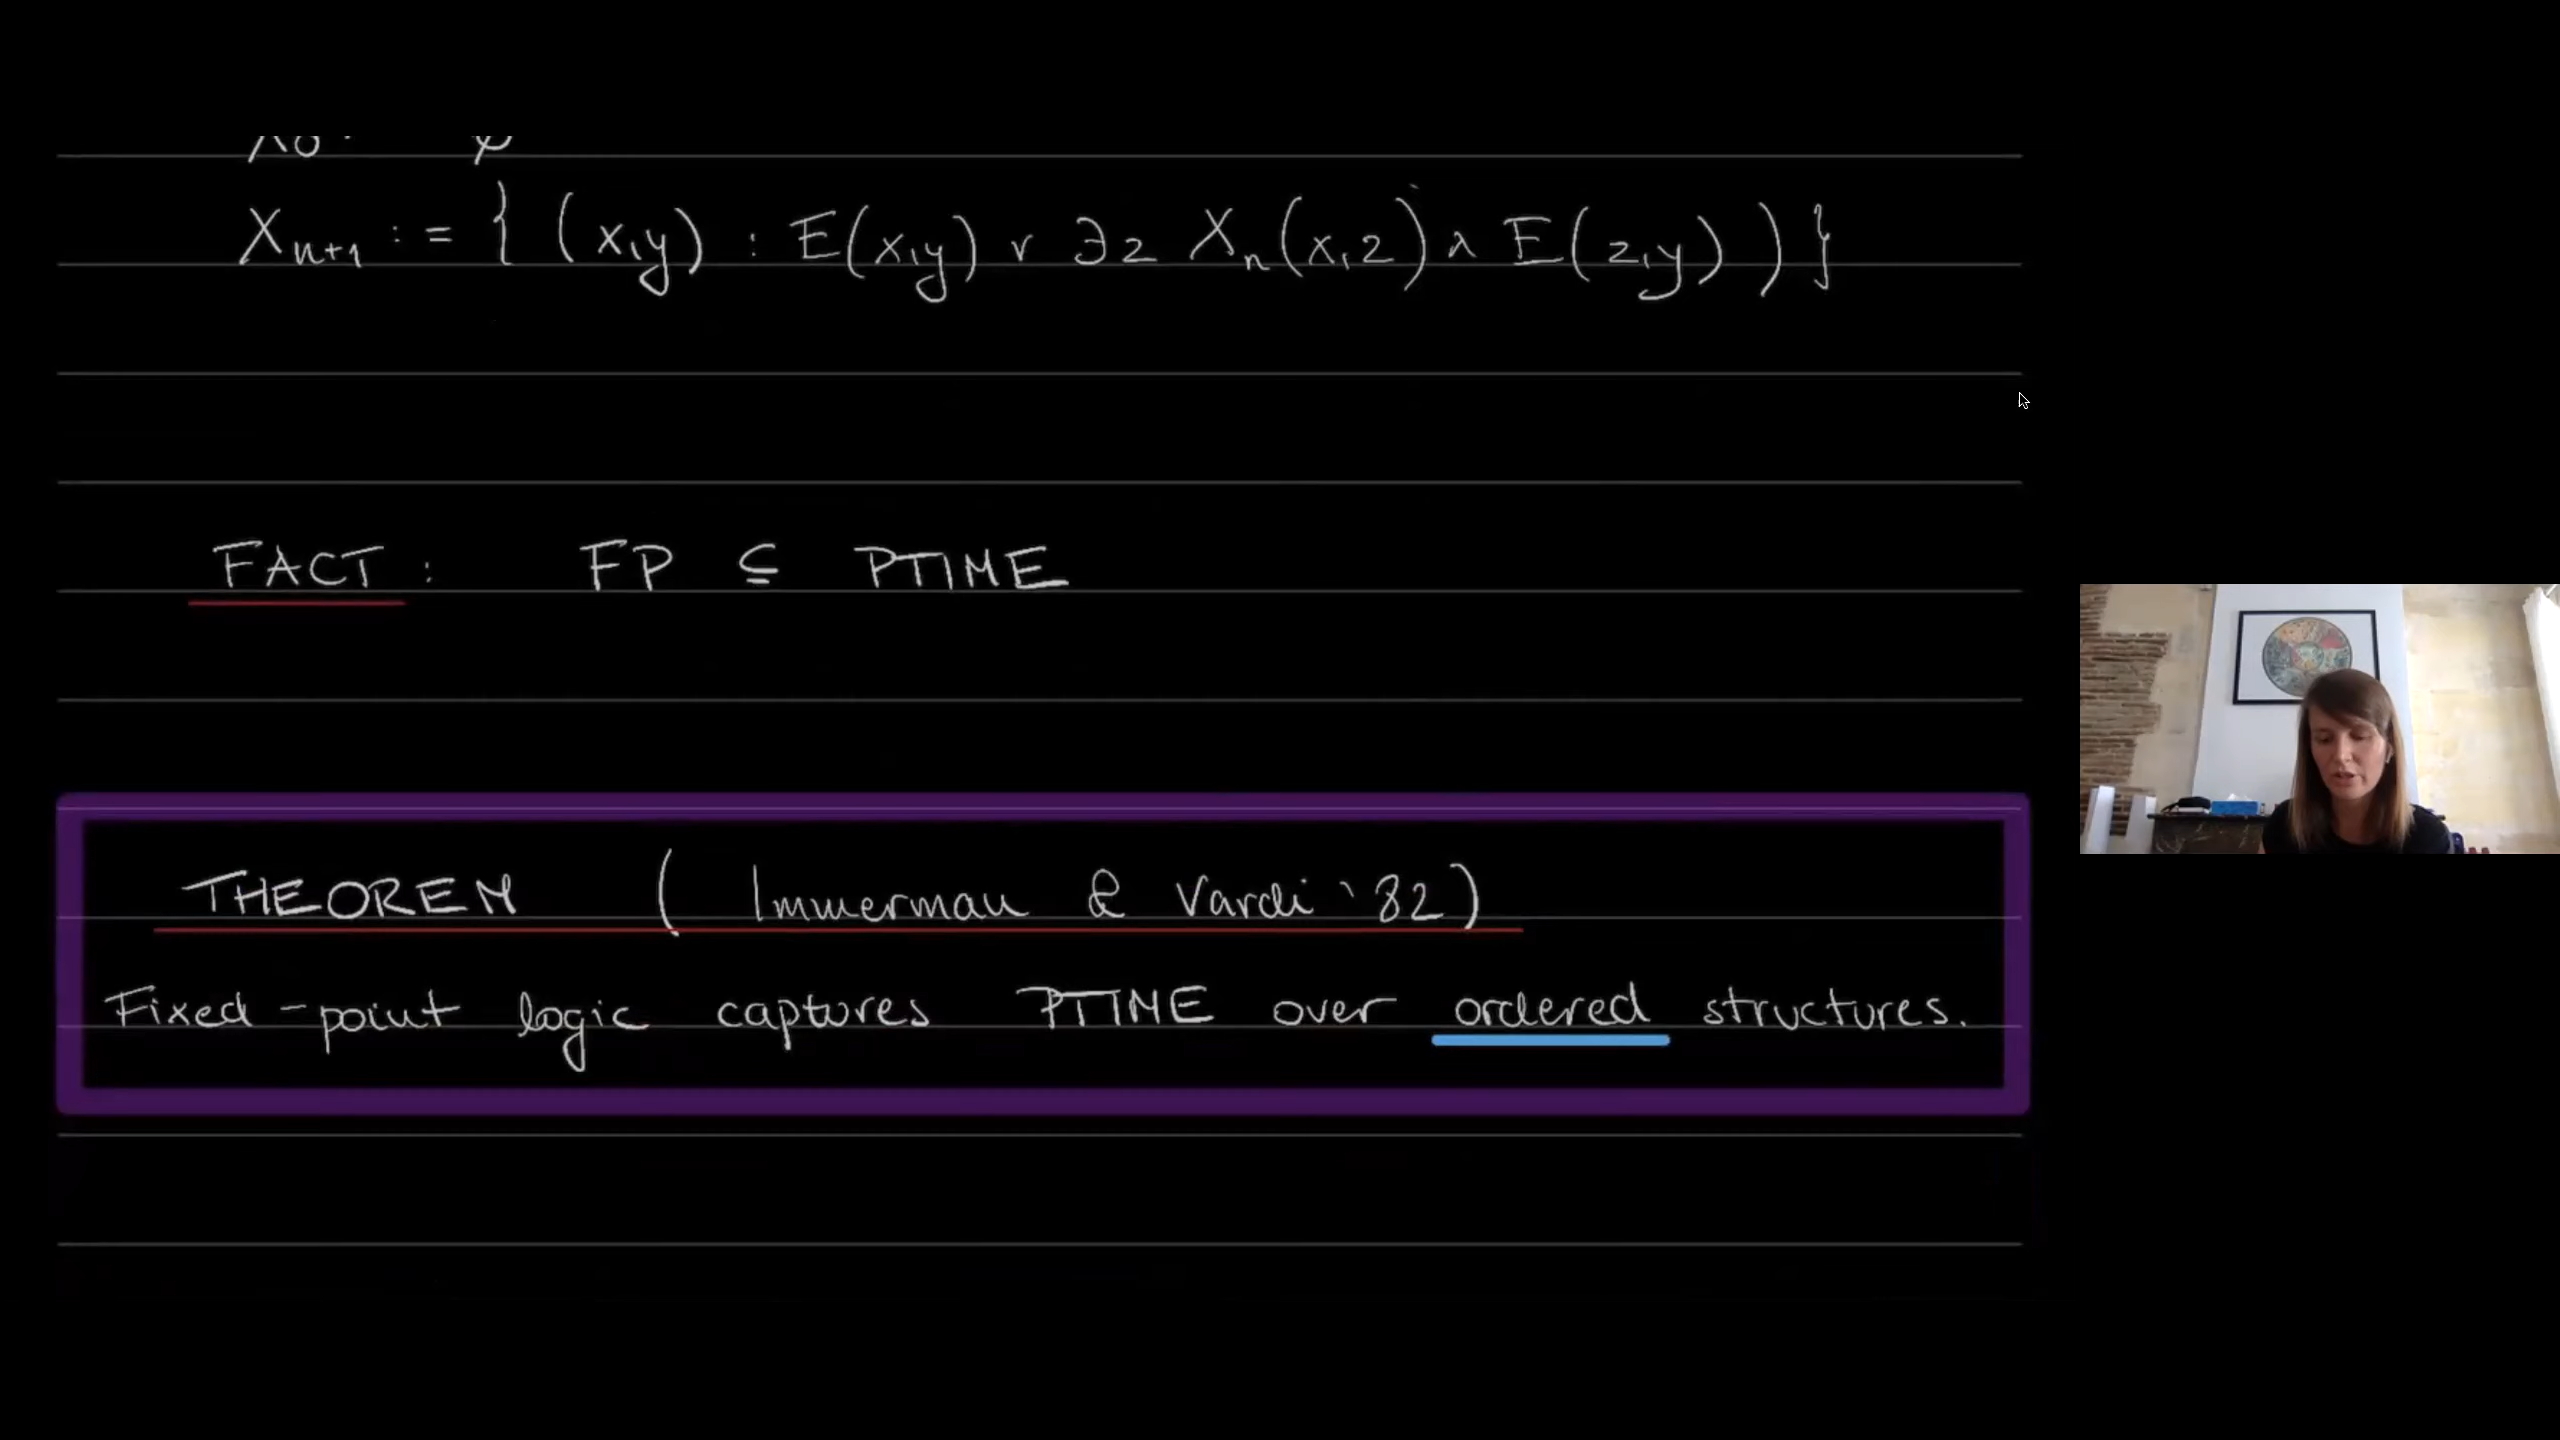 X_{n+1} := { (x,y) : E(x,y) ∨ ∃z X_n(x,z) ∧ E(z,y) ) }
FACT : FP ⊆ PTIME
THEOREM ( Immerman & Vardi '82)
Fixed-point logic captures PTIME over ordered structures.